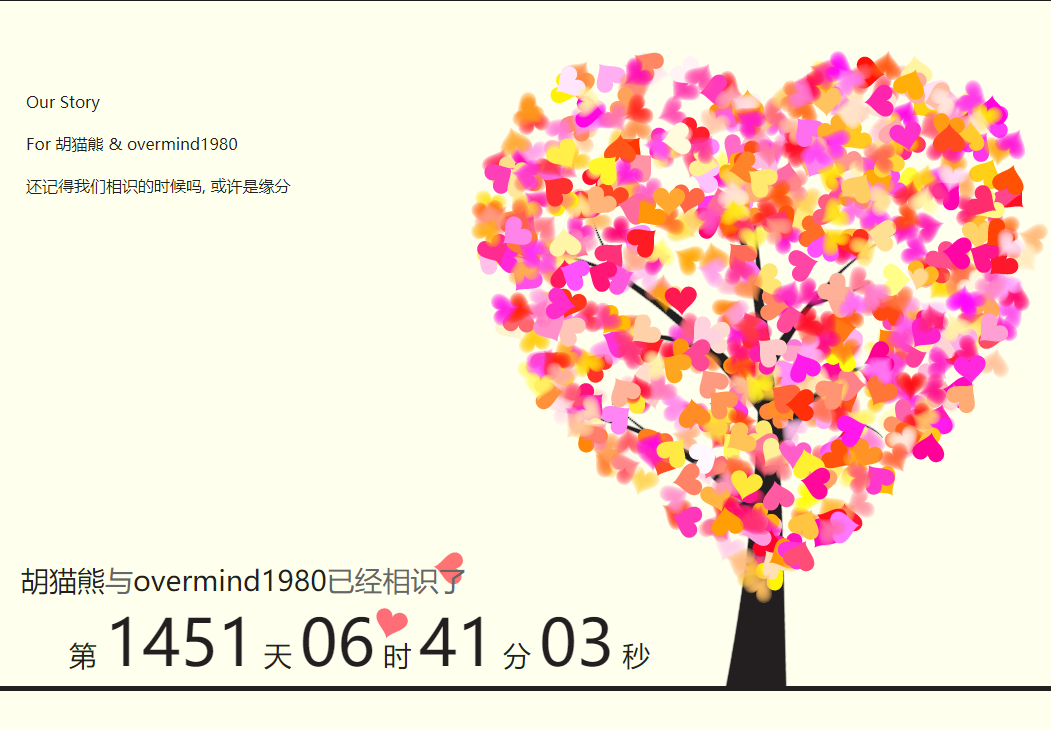 Our Story
For 胡猫熊 & overmind1980
还记得我们相识的时候吗, 或许是缘分
胡猫熊与overmind1980已经相识了
第 1451 天 06 时 41 分 03 秒